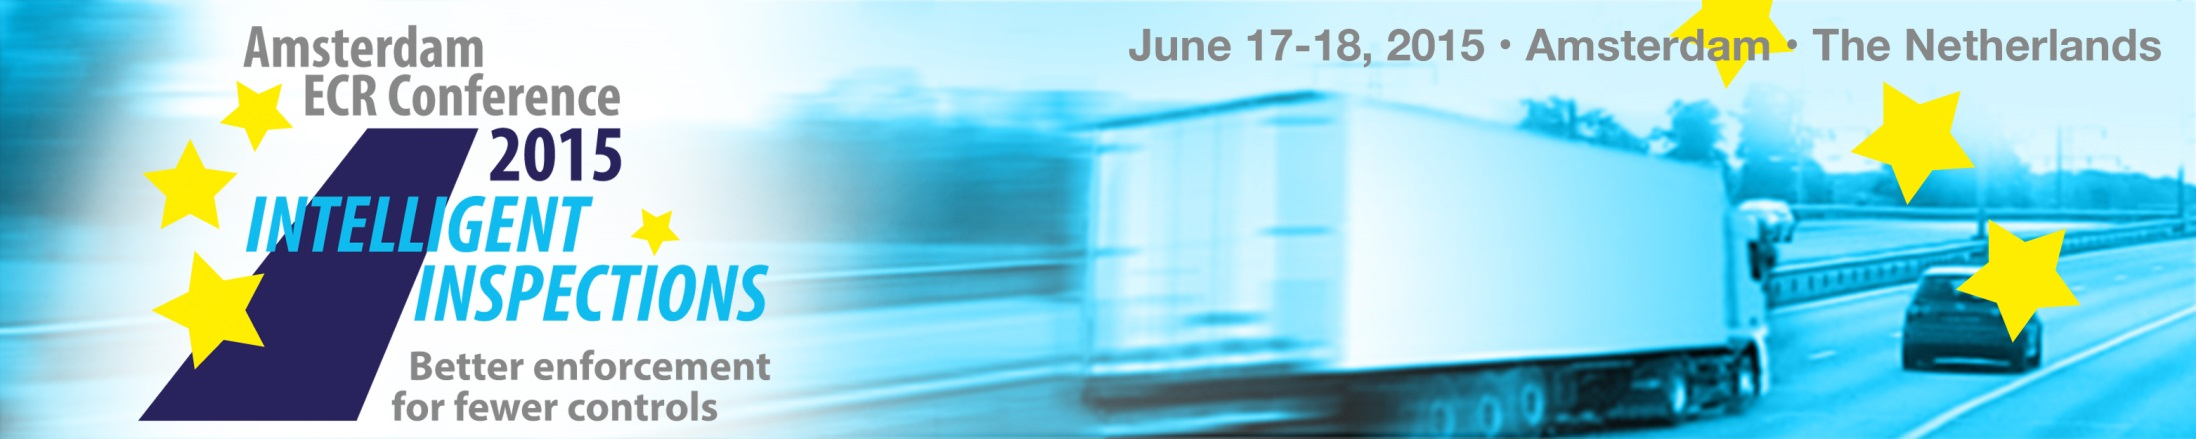 Amsterdam
ECR Conference
2015
INTELLIGENT
INSPECTIONS
Better enforcement
for fewer controls
June 17-18, 2015 • Amsterdam • The Netherlands